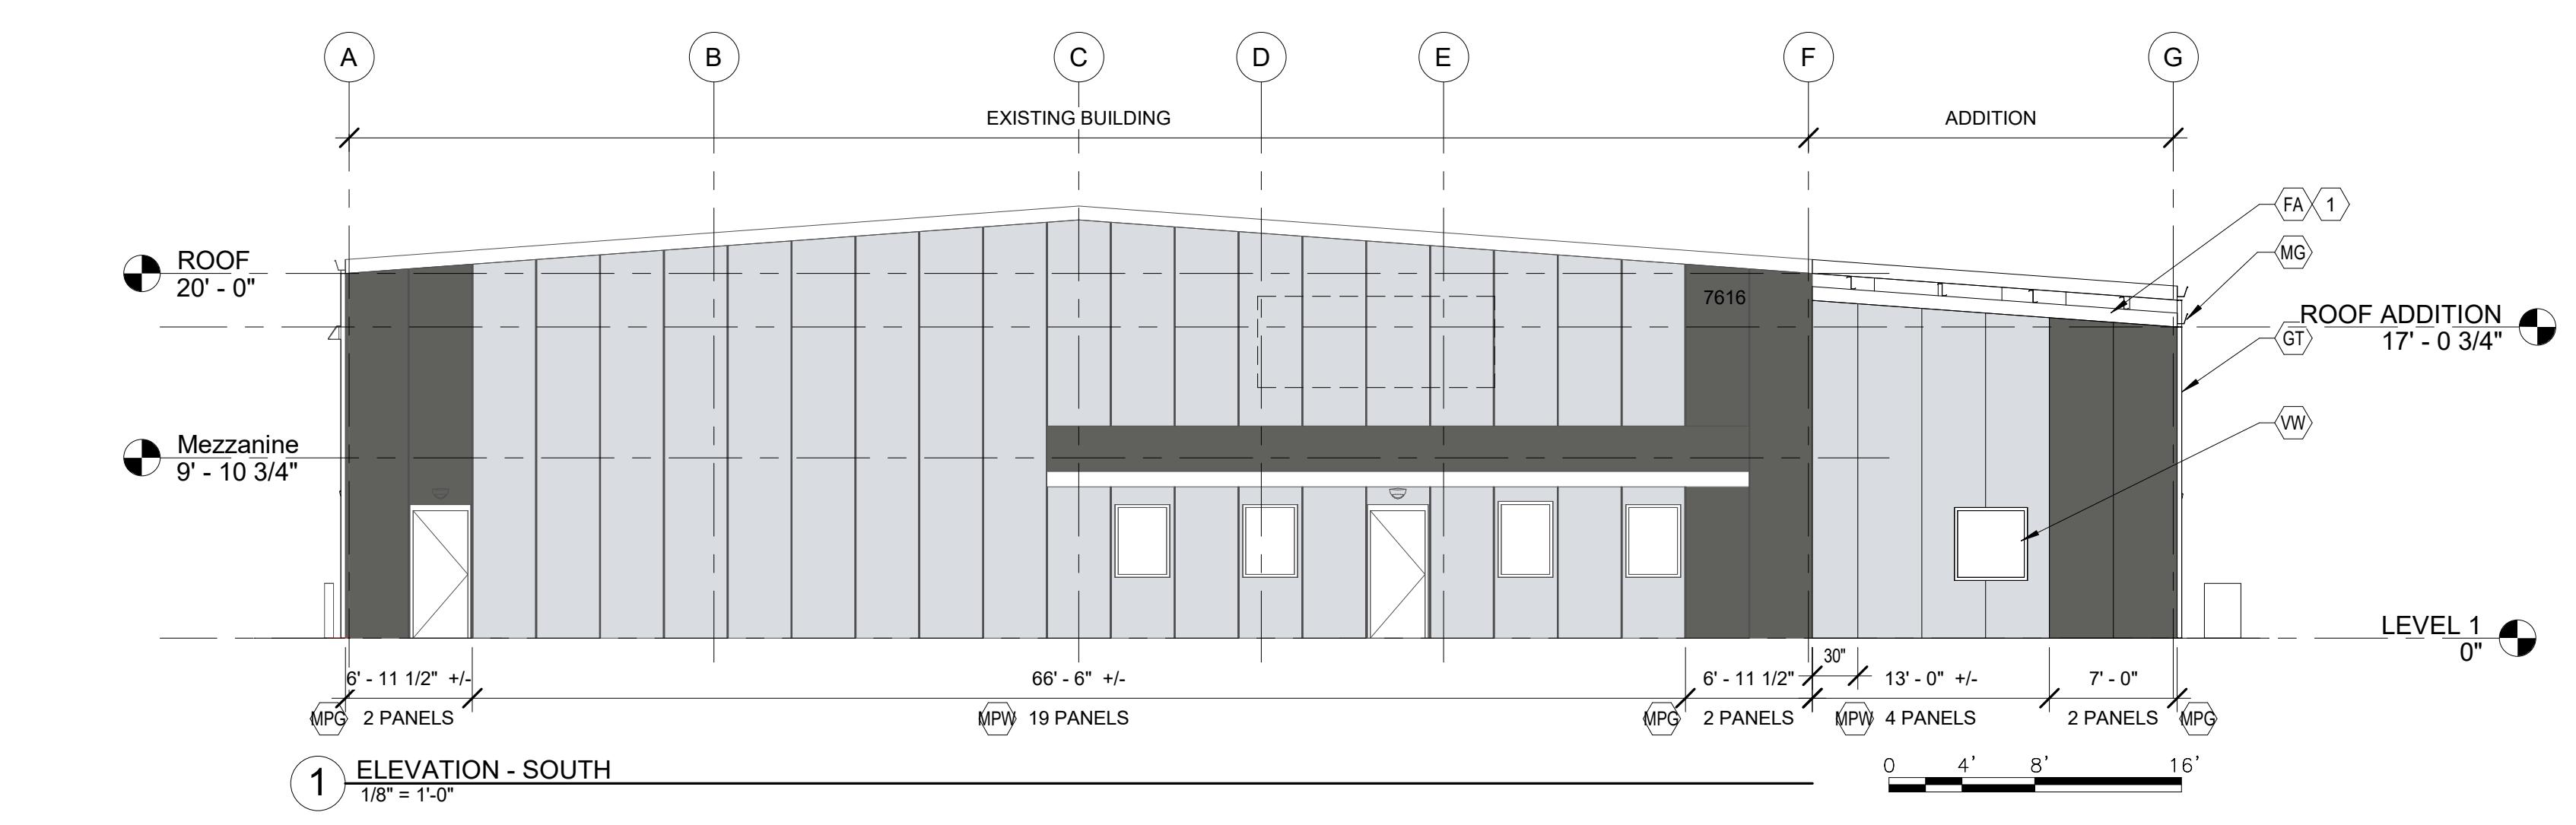 A B C D E F G
EXISTING BUILDING ADDITION
FA 1
MG
ROOF
20' - 0"
7616
ROOF ADDITION
17' - 0 3/4"
GT
VW
Mezzanine
9' - 10 3/4"
LEVEL 1
0"
30"
6' - 11 1/2" +/- 66' - 6" +/- 6' - 11 1/2" 13' - 0" +/- 7' - 0"
MPG 2 PANELS MPW 19 PANELS MPG 2 PANELS MPW 4 PANELS 2 PANELS MPG
1 ELEVATION - SOUTH
1/8" = 1'-0"
0 4' 8' 16'